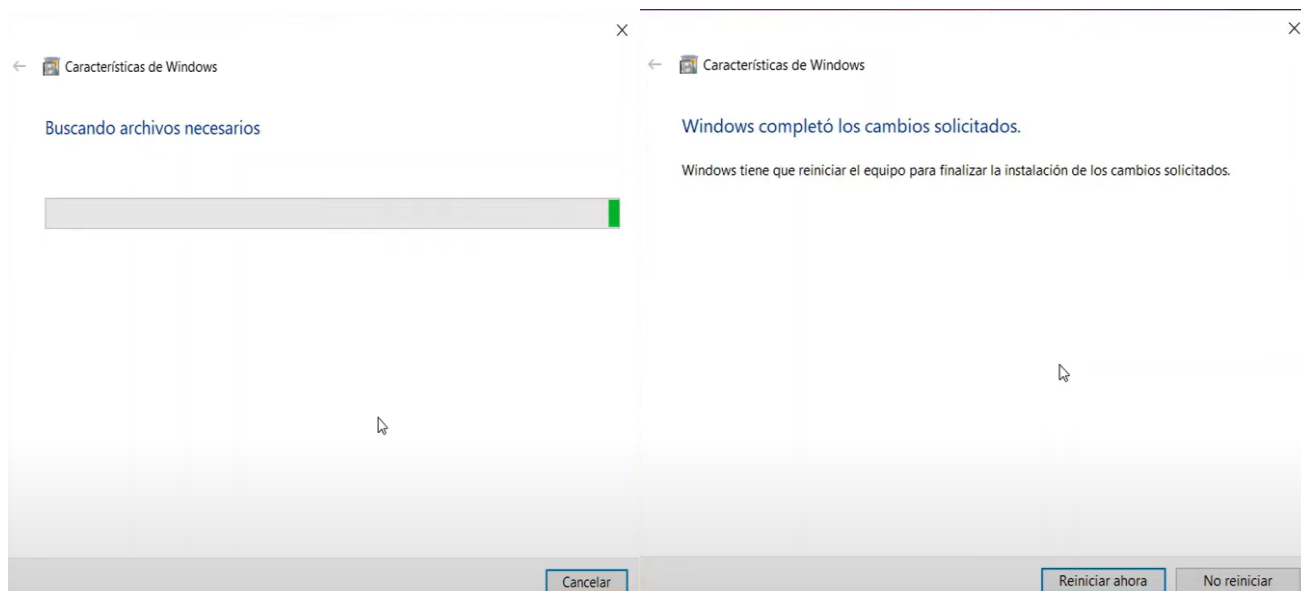 Características de Windows
Buscando archivos necesarios
Cancelar
Características de Windows
Windows completó los cambios solicitados.
Windows tiene que reiniciar el equipo para finalizar la instalación de los cambios solicitados.
Reiniciar ahora
No reiniciar